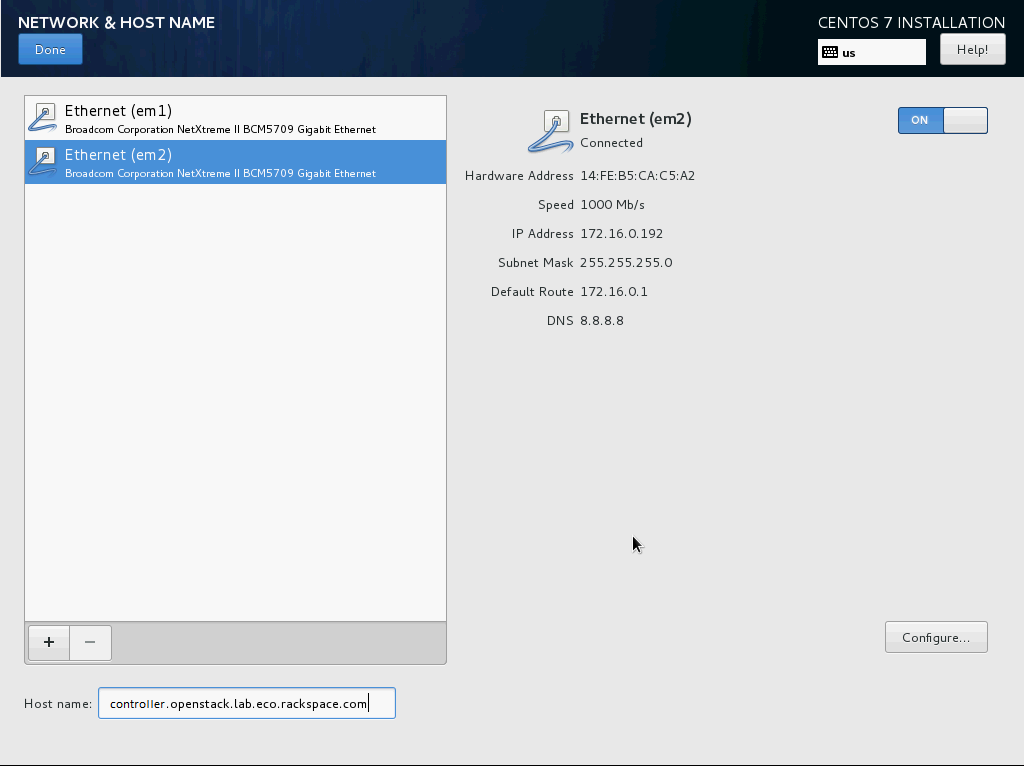 NETWORK & HOST NAME
CENTOS 7 INSTALLATION
Done
us
Help!
Ethernet (em1)
Broadcom Corporation NetXtreme II BCM5709 Gigabit Ethernet
Ethernet (em2)
Broadcom Corporation NetXtreme II BCM5709 Gigabit Ethernet
Ethernet (em2)
Connected
ON
Hardware Address 14:FE:B5:CA:C5:A2
Speed 1000 Mb/s
IP Address 172.16.0.192
Subnet Mask 255.255.255.0
Default Route 172.16.0.1
DNS 8.8.8.8
+ −
Configure...
Host name: controller.openstack.lab.eco.rackspace.com